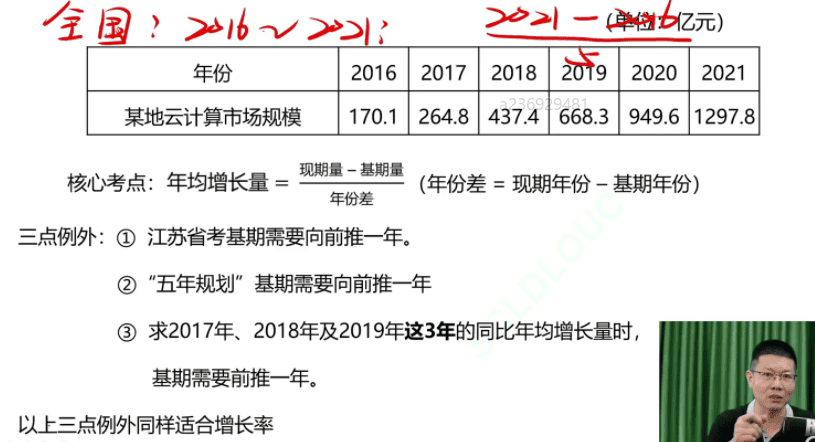 全国：2016～2021：
2021－2016
5
(单位：亿元)
年份 2016 2017 2018 2019 2020 2021
a236929481
某地云计算市场规模 170.1 264.8 437.4 668.3 949.6 1297.8
核心考点：年均增长量 = 现期量－基期量 / 年份差 (年份差 = 现期年份－基期年份)
三点例外：① 江苏省考基期需要向前推一年。
② “五年规划”基期需要向前推一年
③ 求2017年、2018年及2019年这3年的同比年均增长量时，
基期需要前推一年。
以上三点例外同样适合增长率